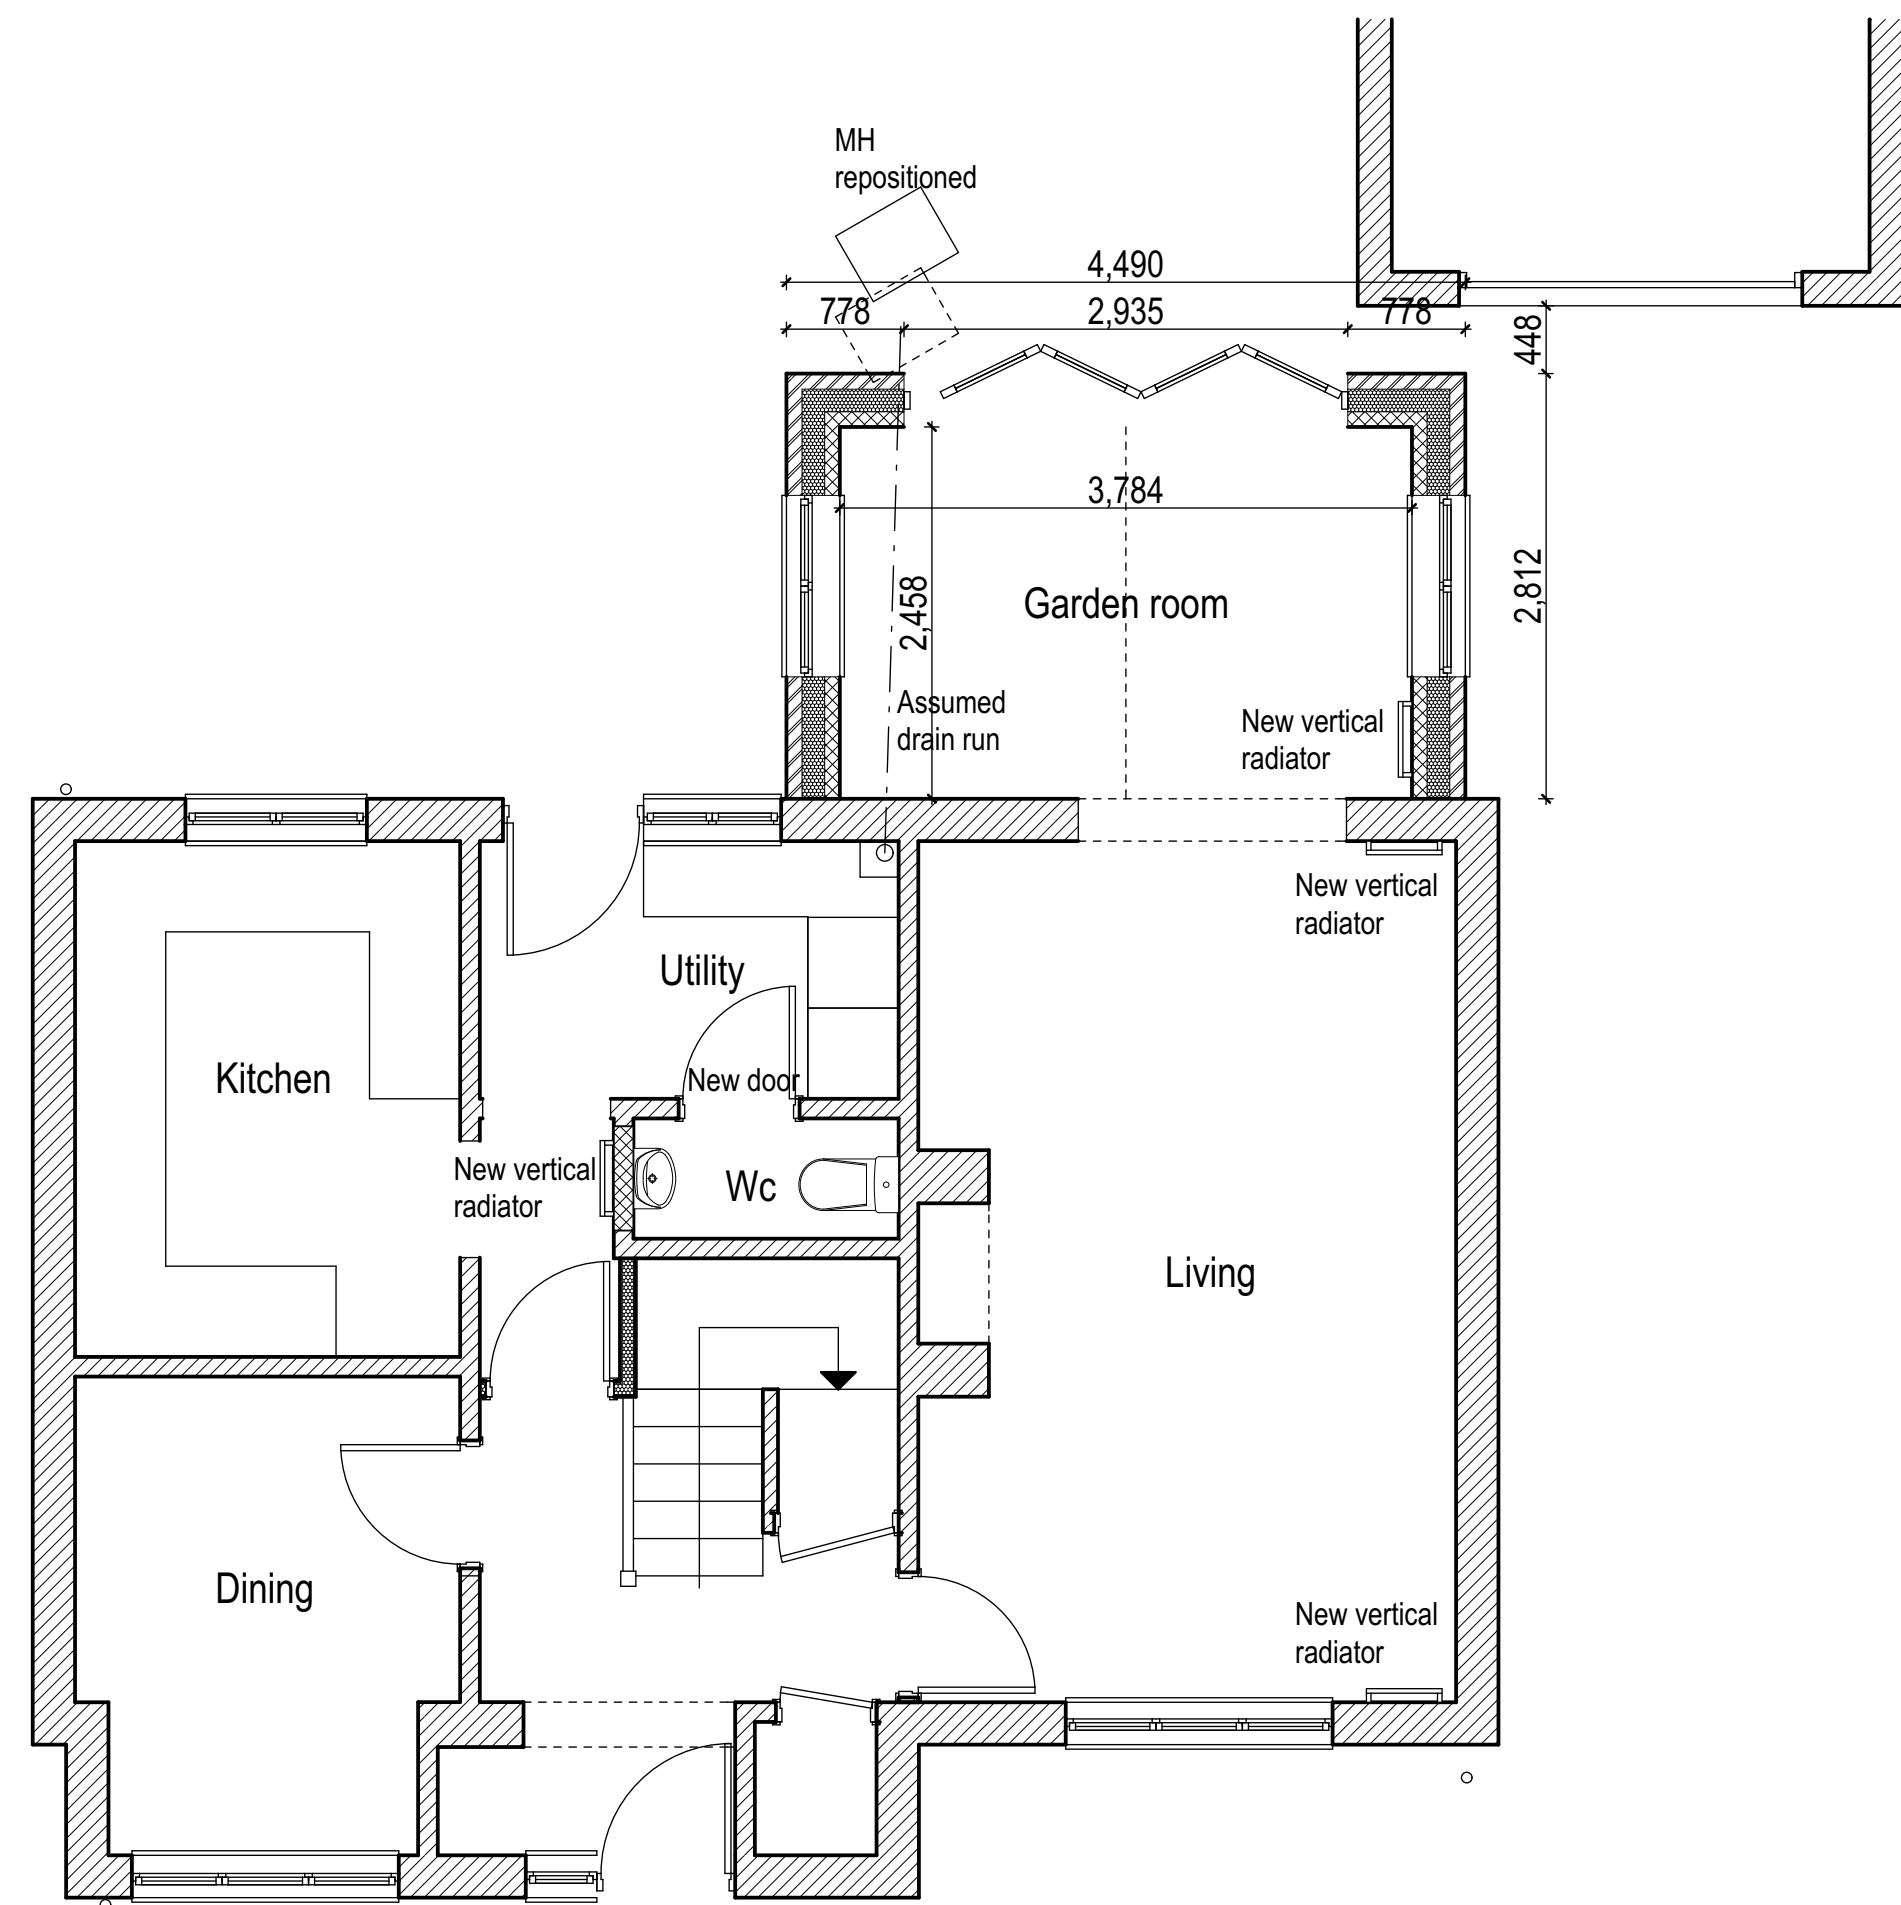 MH
repositioned
4,490
778
2,935
778
448
3,784
2,458
2,812
Garden room
Assumed
drain run
New vertical
radiator
New vertical
radiator
Utility
Kitchen
New door
New vertical
radiator
Wc
Living
Dining
New vertical
radiator